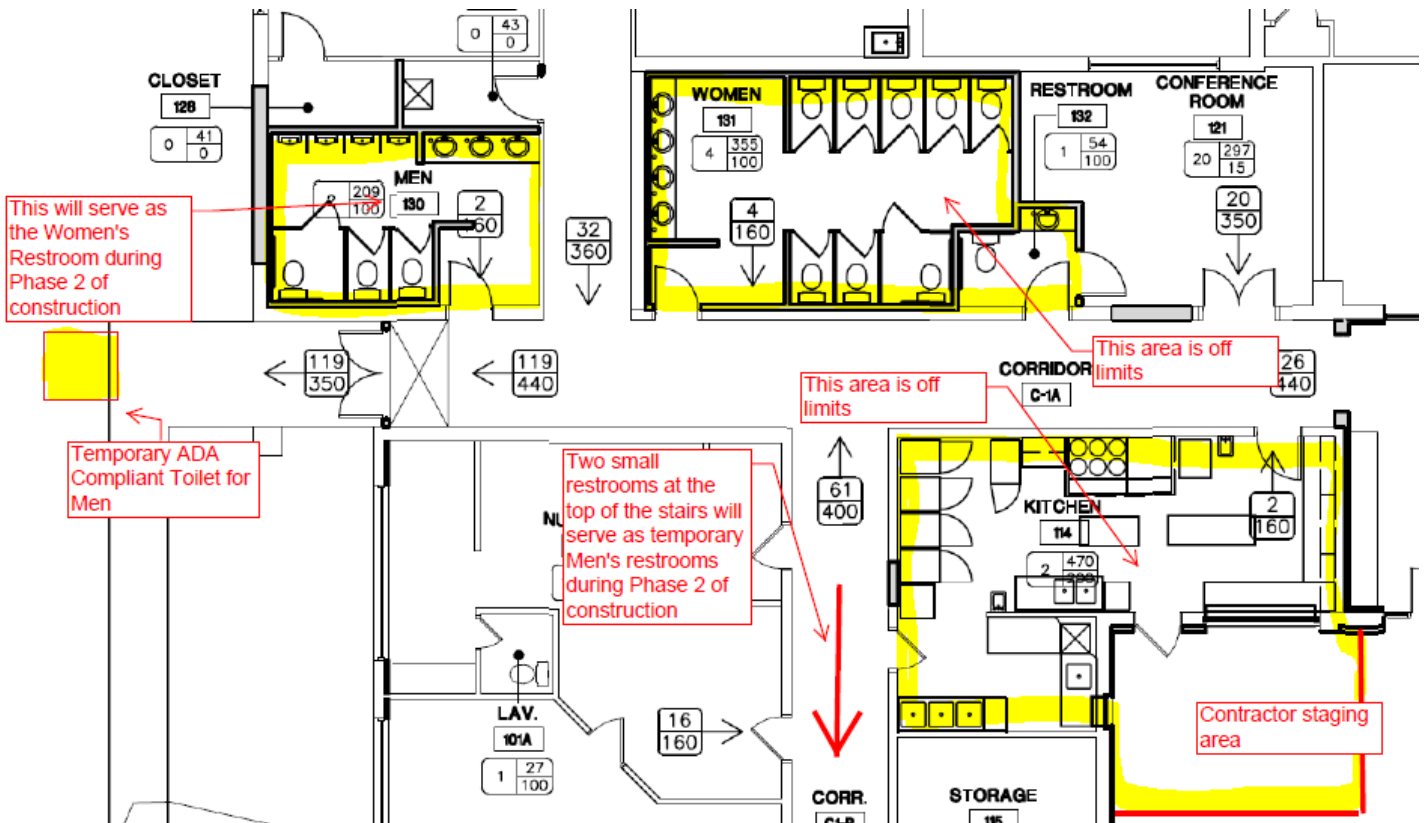 0
43
0
CLOSET
128
0
41
0
WOMEN
131
4
355
100
RESTROOM
132
1
54
100
CONFERENCE
ROOM
121
20
297
15
MEN
130
209
100
2
160
This will serve as
the Women's
Restroom during
Phase 2 of
construction
32
360
4
160
20
350
119
350
119
440
This area is off
limits
26
440
CORRIDOR
C-1A
This area is off
limits
Temporary ADA
Compliant Toilet for
Men
Two small
restrooms at the
top of the stairs will
serve as temporary
Men's restrooms
during Phase 2 of
construction
61
400
KITCHEN
114
2
470
2
160
LAV.
101A
1
27
100
16
160
Contractor staging
area
CORR.
STORAGE
115